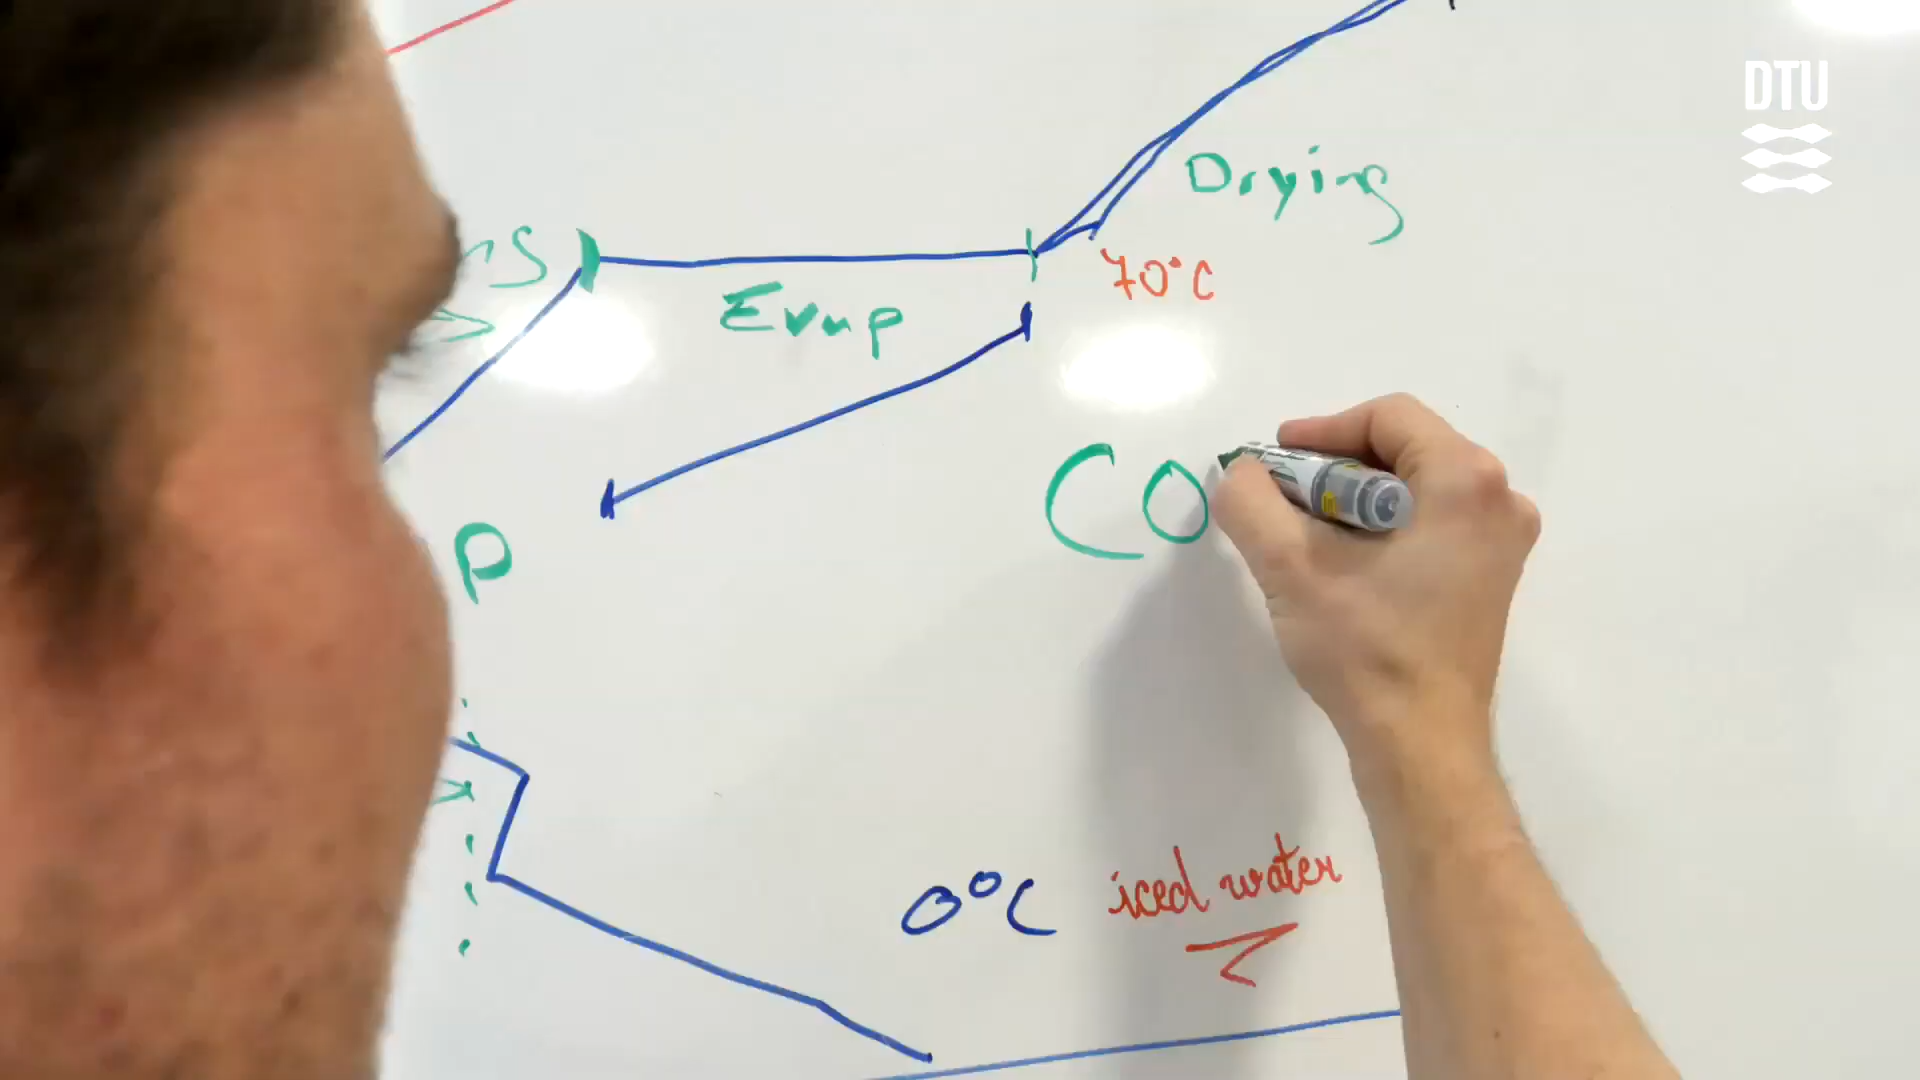 DTU
Drying
70°C
Evap
CO
P
0°C iced water